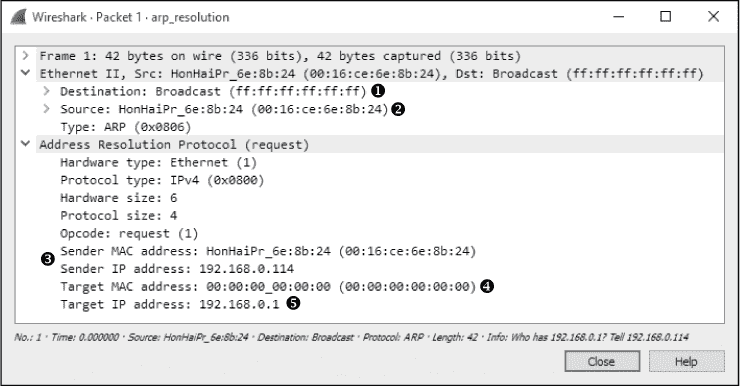 Wireshark · Packet 1 · arp_resolution
Frame 1: 42 bytes on wire (336 bits), 42 bytes captured (336 bits)
Ethernet II, Src: HonHaiPr_6e:8b:24 (00:16:ce:6e:8b:24), Dst: Broadcast (ff:ff:ff:ff:ff:ff)
Destination: Broadcast (ff:ff:ff:ff:ff:ff) ❶
Source: HonHaiPr_6e:8b:24 (00:16:ce:6e:8b:24) ❷
Type: ARP (0x0806)
Address Resolution Protocol (request)
Hardware type: Ethernet (1)
Protocol type: IPv4 (0x0800)
Hardware size: 6
Protocol size: 4
Opcode: request (1)
❸ Sender MAC address: HonHaiPr_6e:8b:24 (00:16:ce:6e:8b:24)
Sender IP address: 192.168.0.114
Target MAC address: 00:00:00_00:00:00 (00:00:00:00:00:00) ❹
Target IP address: 192.168.0.1 ❺
No.: 1 · Time: 0.000000 · Source: HonHaiPr_6e:8b:24 · Destination: Broadcast · Protocol: ARP · Length: 42 · Info: Who has 192.168.0.1? Tell 192.168.0.114
Close Help